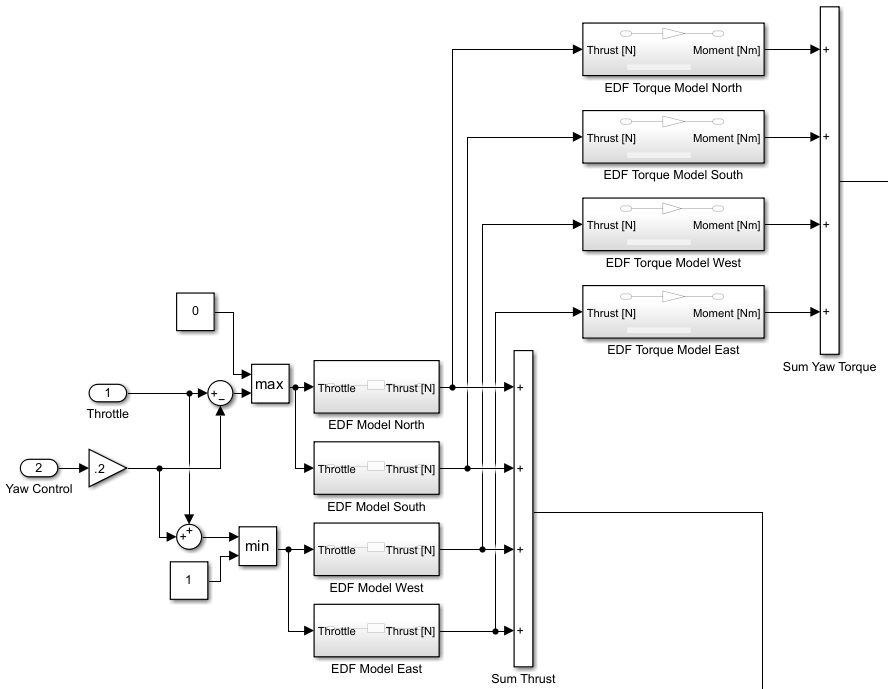 Thrust [N] Moment [Nm] +
EDF Torque Model North
Thrust [N] Moment [Nm] +
EDF Torque Model South
Thrust [N] Moment [Nm] +
EDF Torque Model West
Thrust [N] Moment [Nm] +
EDF Torque Model East
Sum Yaw Torque
0
max
1
Throttle
+
−
Throttle Thrust [N] +
EDF Model North
2
Yaw Control
.2
Throttle Thrust [N] +
EDF Model South
+
+
min
1
Throttle Thrust [N] +
EDF Model West
Throttle Thrust [N] +
EDF Model East
Sum Thrust